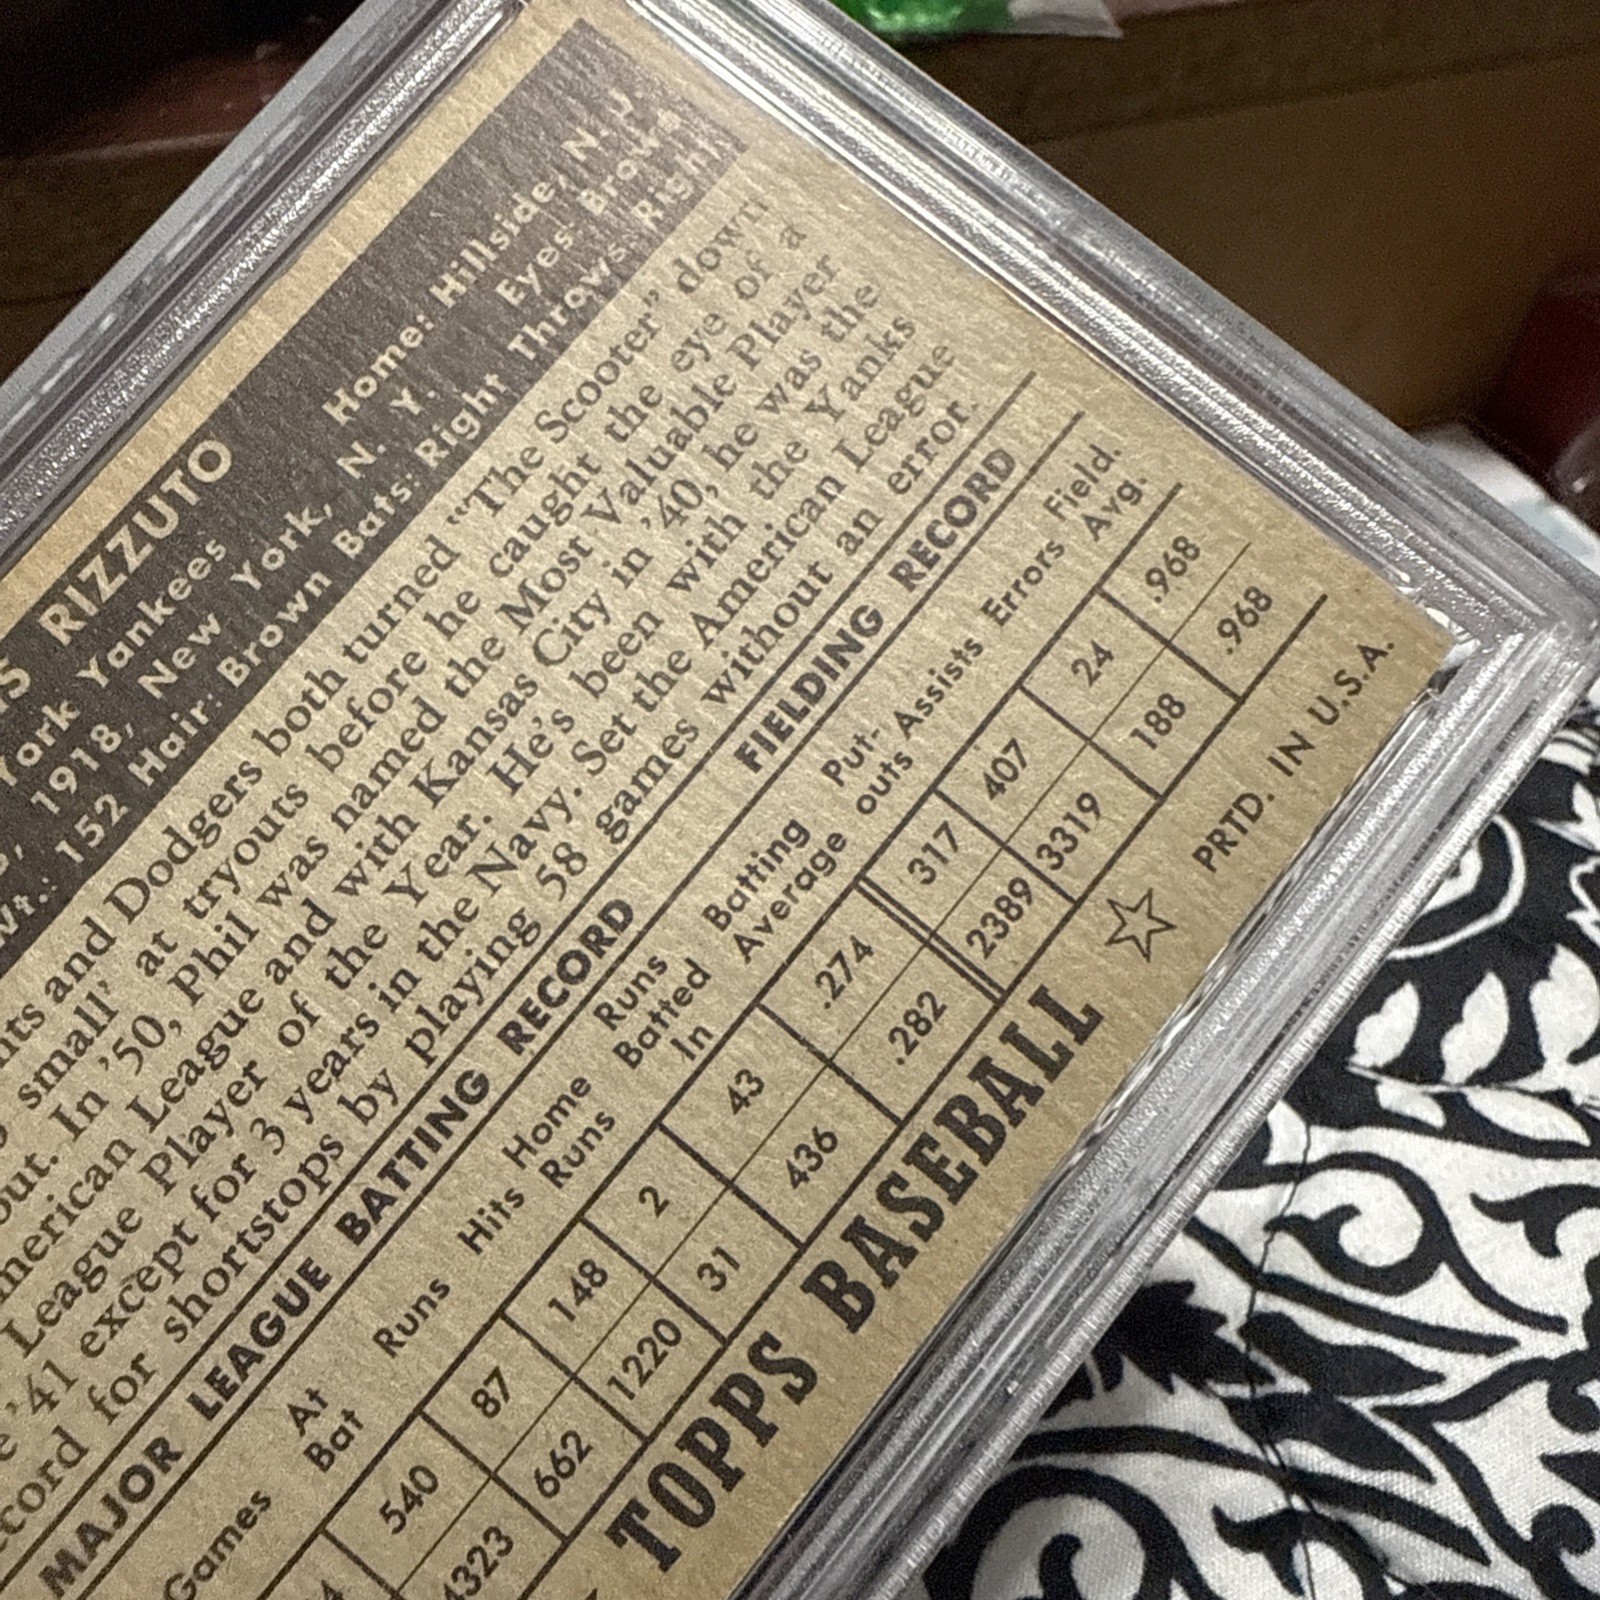 RIZZUTO
York Yankees Home: Hillside, N. J.
1918, New York, N. Y. Eyes: Brown
Wt.: 152 Hair: Brown Bats: Right Throws: Right
and Dodgers both turned “The Scooter” down
small’ at tryouts before he caught the eye of a
out. In ’50, Phil was named the Most Valuable Player
American League and with Kansas City in ’40, he was the
League Player of the Year. He’s been with the Yanks
’41 except for 3 years in the Navy. Set the American League
record for shortstops by playing 58 games without an error.
MAJOR LEAGUE BATTING RECORD FIELDING RECORD
Games At Bat Runs Hits Home Runs Runs Batted In Batting Average Put-outs Assists Errors Field. Avg.
540 87 148 2 43 .274 317 407 24 .968
4323 662 1220 31 436 .282 2389 3319 188 .968
TOPPS BASEBALL ☆ PRTD. IN U.S.A.